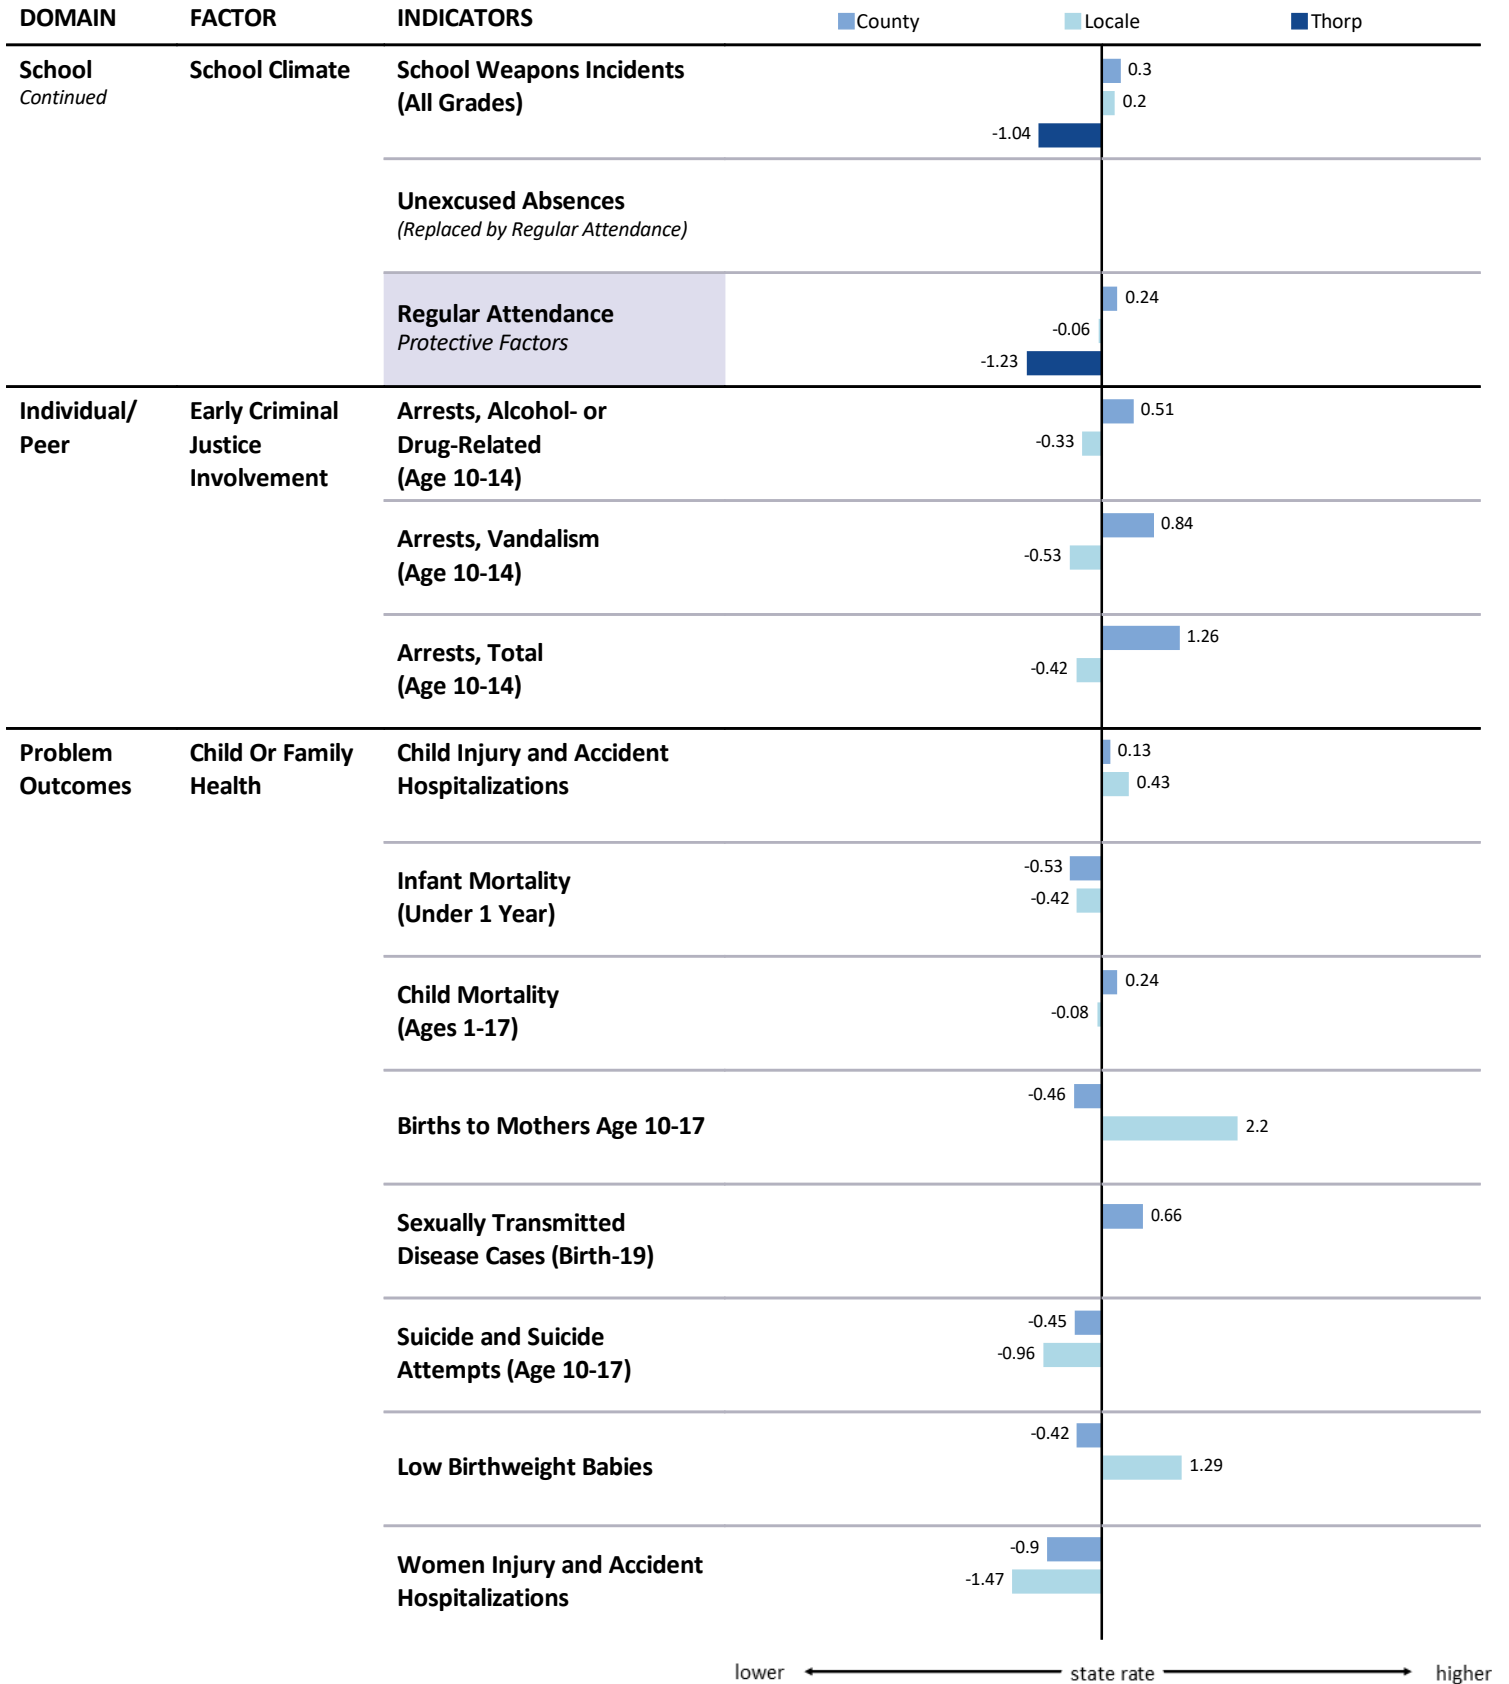 DOMAIN FACTOR INDICATORS County Locale Thorp
School School Climate School Weapons Incidents
Continued
(All Grades)
0.3
0.2
-1.04
Unexcused Absences
(Replaced by Regular Attendance)
Regular Attendance
Protective Factors
0.24
-0.06
-1.23
Individual/ Early Criminal Arrests, Alcohol- or
Peer Justice Drug-Related
Involvement (Age 10-14)
0.51
-0.33
Arrests, Vandalism
(Age 10-14)
0.84
-0.53
Arrests, Total
(Age 10-14)
1.26
-0.42
Problem Child Or Family Child Injury and Accident
Outcomes Health Hospitalizations
0.13
0.43
Infant Mortality
(Under 1 Year)
-0.53
-0.42
Child Mortality
(Ages 1-17)
0.24
-0.08
Births to Mothers Age 10-17
-0.46
2.2
Sexually Transmitted
Disease Cases (Birth-19)
0.66
Suicide and Suicide
Attempts (Age 10-17)
-0.45
-0.96
Low Birthweight Babies
-0.42
1.29
Women Injury and Accident
Hospitalizations
-0.9
-1.47
lower state rate higher